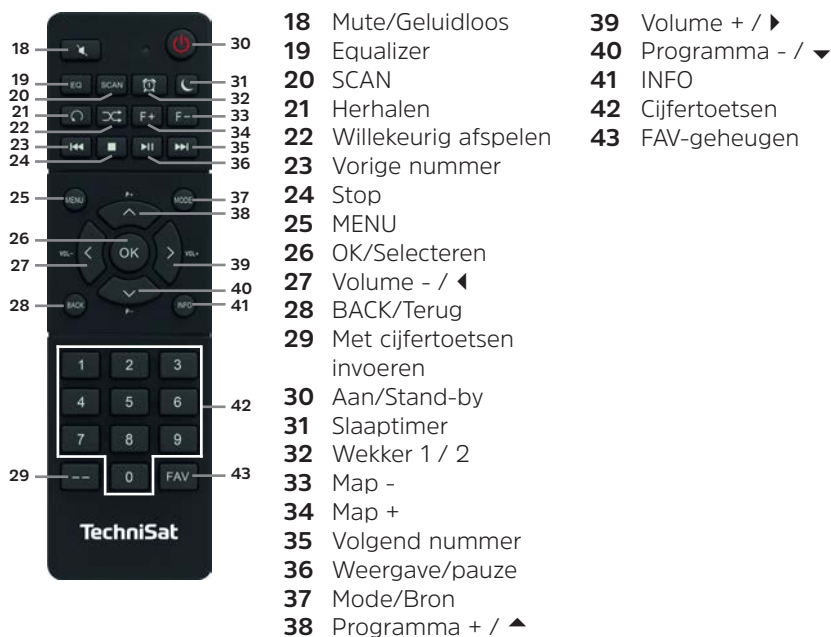 18
19
20
21
22
23
24
25
26
27
28
29
30
31
32
33
34
35
36
37
38
39
40
41
42
43
EQ SCAN
F+ F-
MENU P+ MODE
VOL- OK VOL+
BACK P- INFO
1 2 3
4 5 6
7 8 9
-- 0 FAV
TechniSat
18 Mute/Geluidloos
19 Equalizer
20 SCAN
21 Herhalen
22 Willekeurig afspelen
23 Vorige nummer
24 Stop
25 MENU
26 OK/Selecteren
27 Volume - / ◀
28 BACK/Terug
29 Met cijfertoetsen
invoeren
30 Aan/Stand-by
31 Slaaptimer
32 Wekker 1 / 2
33 Map -
34 Map +
35 Volgend nummer
36 Weergave/pauze
37 Mode/Bron
38 Programma + / ▲
39 Volume + / ▶
40 Programma - / ▼
41 INFO
42 Cijfertoetsen
43 FAV-geheugen